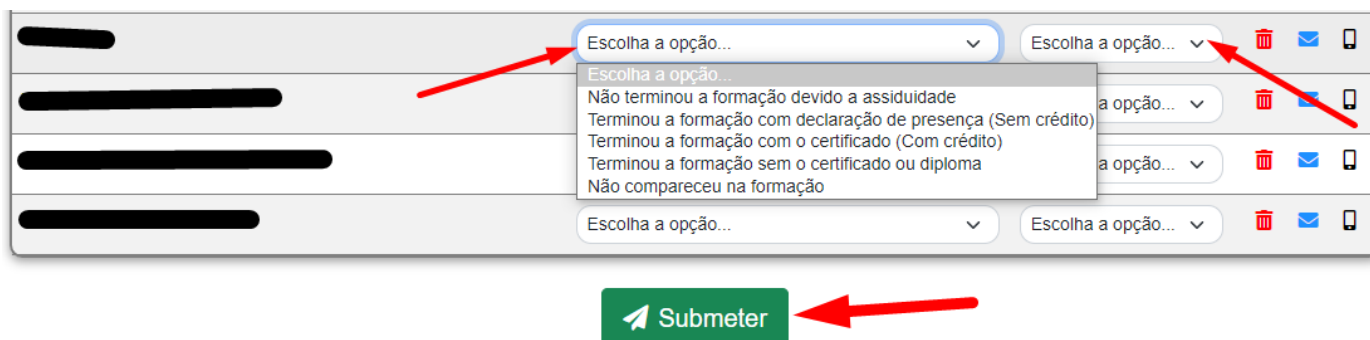 Escolha a opção...
Escolha a opção...
Escolha a opção...
Não terminou a formação devido a assiduidade
a opção...
Terminou a formação com declaração de presença (Sem crédito)
Terminou a formação com o certificado (Com crédito)
Terminou a formação sem o certificado ou diploma
a opção...
Não compareceu na formação
Escolha a opção...
Escolha a opção...
Submeter